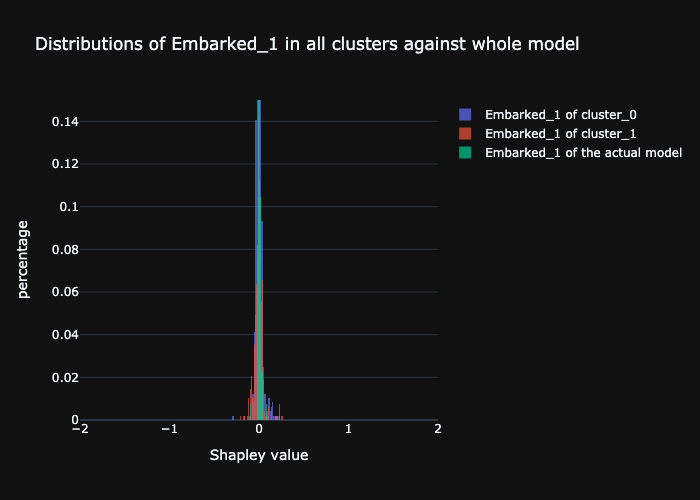 Distributions of Embarked_1 in all clusters against whole model
Embarked_1 of cluster_0
Embarked_1 of cluster_1
Embarked_1 of the actual model
percentage
0.14
0.12
0.1
0.08
0.06
0.04
0.02
0
−2
−1
0
1
2
Shapley value